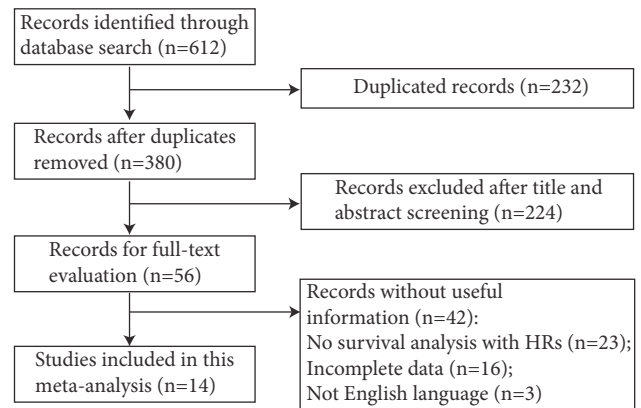 Records identified through
database search (n=612)
Duplicated records (n=232)
Records after duplicates
removed (n=380)
Records excluded after title and
abstract screening (n=224)
Records for full-text
evaluation (n=56)
Records without useful
information (n=42):
No survival analysis with HRs (n=23);
Incomplete data (n=16);
Not English language (n=3)
Studies included in this
meta-analysis (n=14)